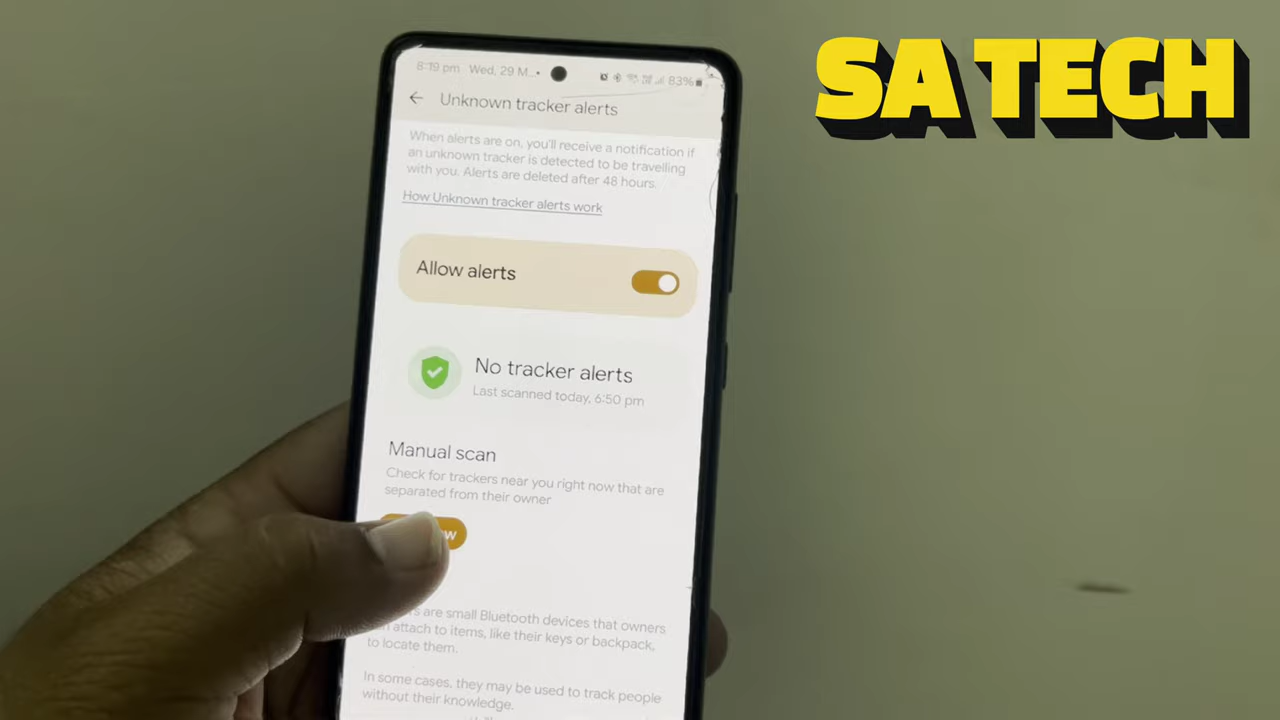 SA TECH
8:19 pm Wed, 29 M... 83%
Unknown tracker alerts
When alerts are on, you'll receive a notification if
an unknown tracker is detected to be travelling
with you. Alerts are deleted after 48 hours.
How Unknown tracker alerts work
Allow alerts
No tracker alerts
Last scanned today, 6:50 pm
Manual scan
Check for trackers near you right now that are
separated from their owner
are small Bluetooth devices that owners
attach to items, like their keys or backpack,
to locate them.
In some cases, they may be used to track people
without their knowledge.